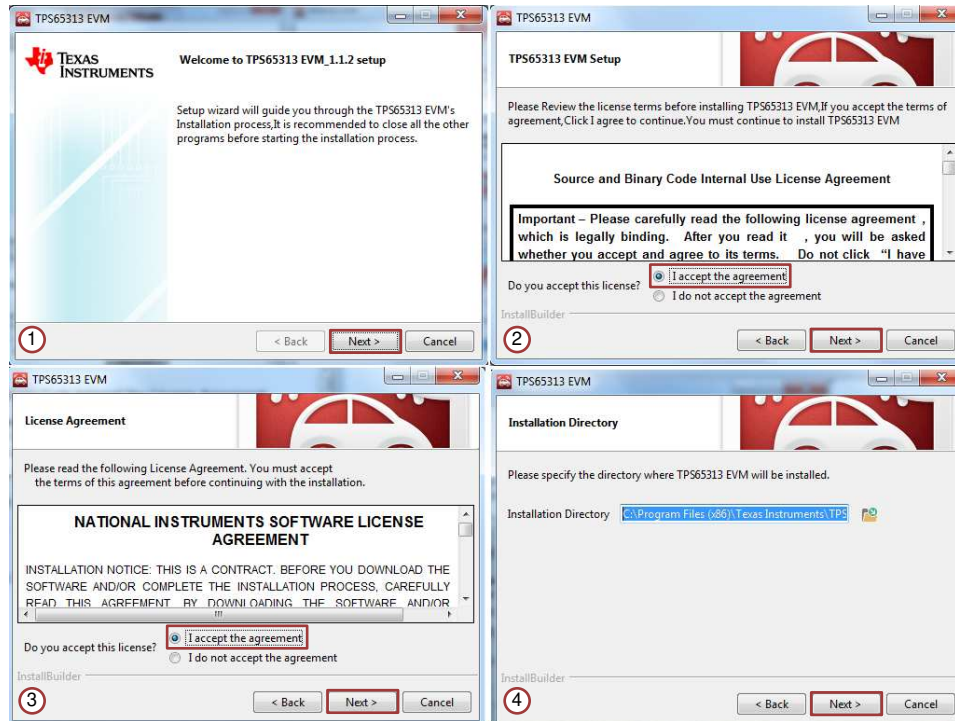 TPS65313 EVM
TEXAS
INSTRUMENTS
Welcome to TPS65313 EVM_1.1.2 setup
Setup wizard will guide you through the TPS65313 EVM's
Installation process,It is recommended to close all the other
programs before starting the installation process.
1
< Back
Next >
Cancel
TPS65313 EVM
TPS65313 EVM Setup
Please Review the license terms before installing TPS65313 EVM,If you accept the terms of
agreement,Click I agree to continue.You must continue to install TPS65313 EVM
Source and Binary Code Internal Use License Agreement
Important – Please carefully read the following license agreement ,
which is legally binding. After you read it , you will be asked
whether you accept and agree to its terms. Do not click “I have
Do you accept this license?
I accept the agreement
I do not accept the agreement
InstallBuilder
2
< Back
Next >
Cancel
TPS65313 EVM
License Agreement
Please read the following License Agreement. You must accept
the terms of this agreement before continuing with the installation.
NATIONAL INSTRUMENTS SOFTWARE LICENSE
AGREEMENT
INSTALLATION NOTICE: THIS IS A CONTRACT. BEFORE YOU DOWNLOAD THE
SOFTWARE AND/OR COMPLETE THE INSTALLATION PROCESS, CAREFULLY
READ THIS AGREEMENT. BY DOWNLOADING THE SOFTWARE AND/OR
Do you accept this license?
I accept the agreement
I do not accept the agreement
InstallBuilder
3
< Back
Next >
Cancel
TPS65313 EVM
Installation Directory
Please specify the directory where TPS65313 EVM will be installed.
Installation Directory
C:\Program Files (x86)\Texas Instruments\TPS
InstallBuilder
4
< Back
Next >
Cancel